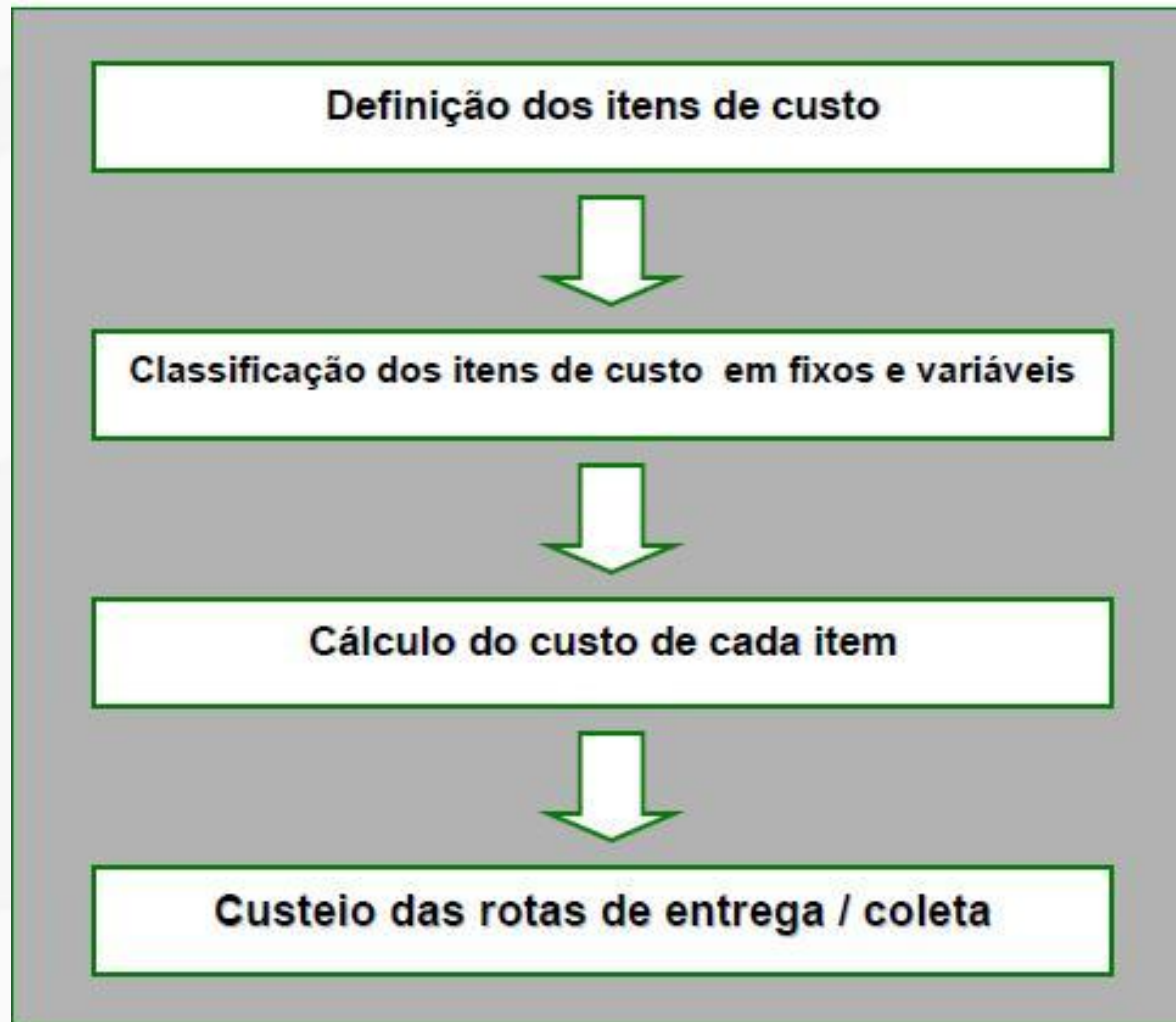 Definição dos itens de custo
Classificação dos itens de custo em fixos e variáveis
Cálculo do custo de cada item
Custeio das rotas de entrega / coleta